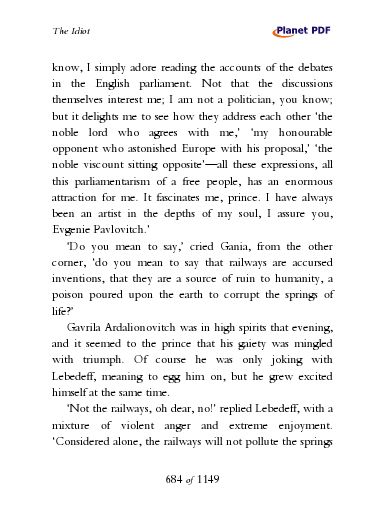 The Idiot
Planet PDF
know, I simply adore reading the accounts of the debates
in the English parliament. Not that the discussions
themselves interest me; I am not a politician, you know;
but it delights me to see how they address each other ‘the
noble lord who agrees with me,’ ‘my honourable
opponent who astonished Europe with his proposal,’ ‘the
noble viscount sitting opposite’—all these expressions, all
this parliamentarism of a free people, has an enormous
attraction for me. It fascinates me, prince. I have always
been an artist in the depths of my soul, I assure you,
Evgenie Pavlovitch.’
‘Do you mean to say,’ cried Gania, from the other
corner, ‘do you mean to say that railways are accursed
inventions, that they are a source of ruin to humanity, a
poison poured upon the earth to corrupt the springs of
life?’
Gavrila Ardalionovitch was in high spirits that evening,
and it seemed to the prince that his gaiety was mingled
with triumph. Of course he was only joking with
Lebedeff, meaning to egg him on, but he grew excited
himself at the same time.
‘Not the railways, oh dear, no!’ replied Lebedeff, with a
mixture of violent anger and extreme enjoyment.
‘Considered alone, the railways will not pollute the springs
684 of 1149